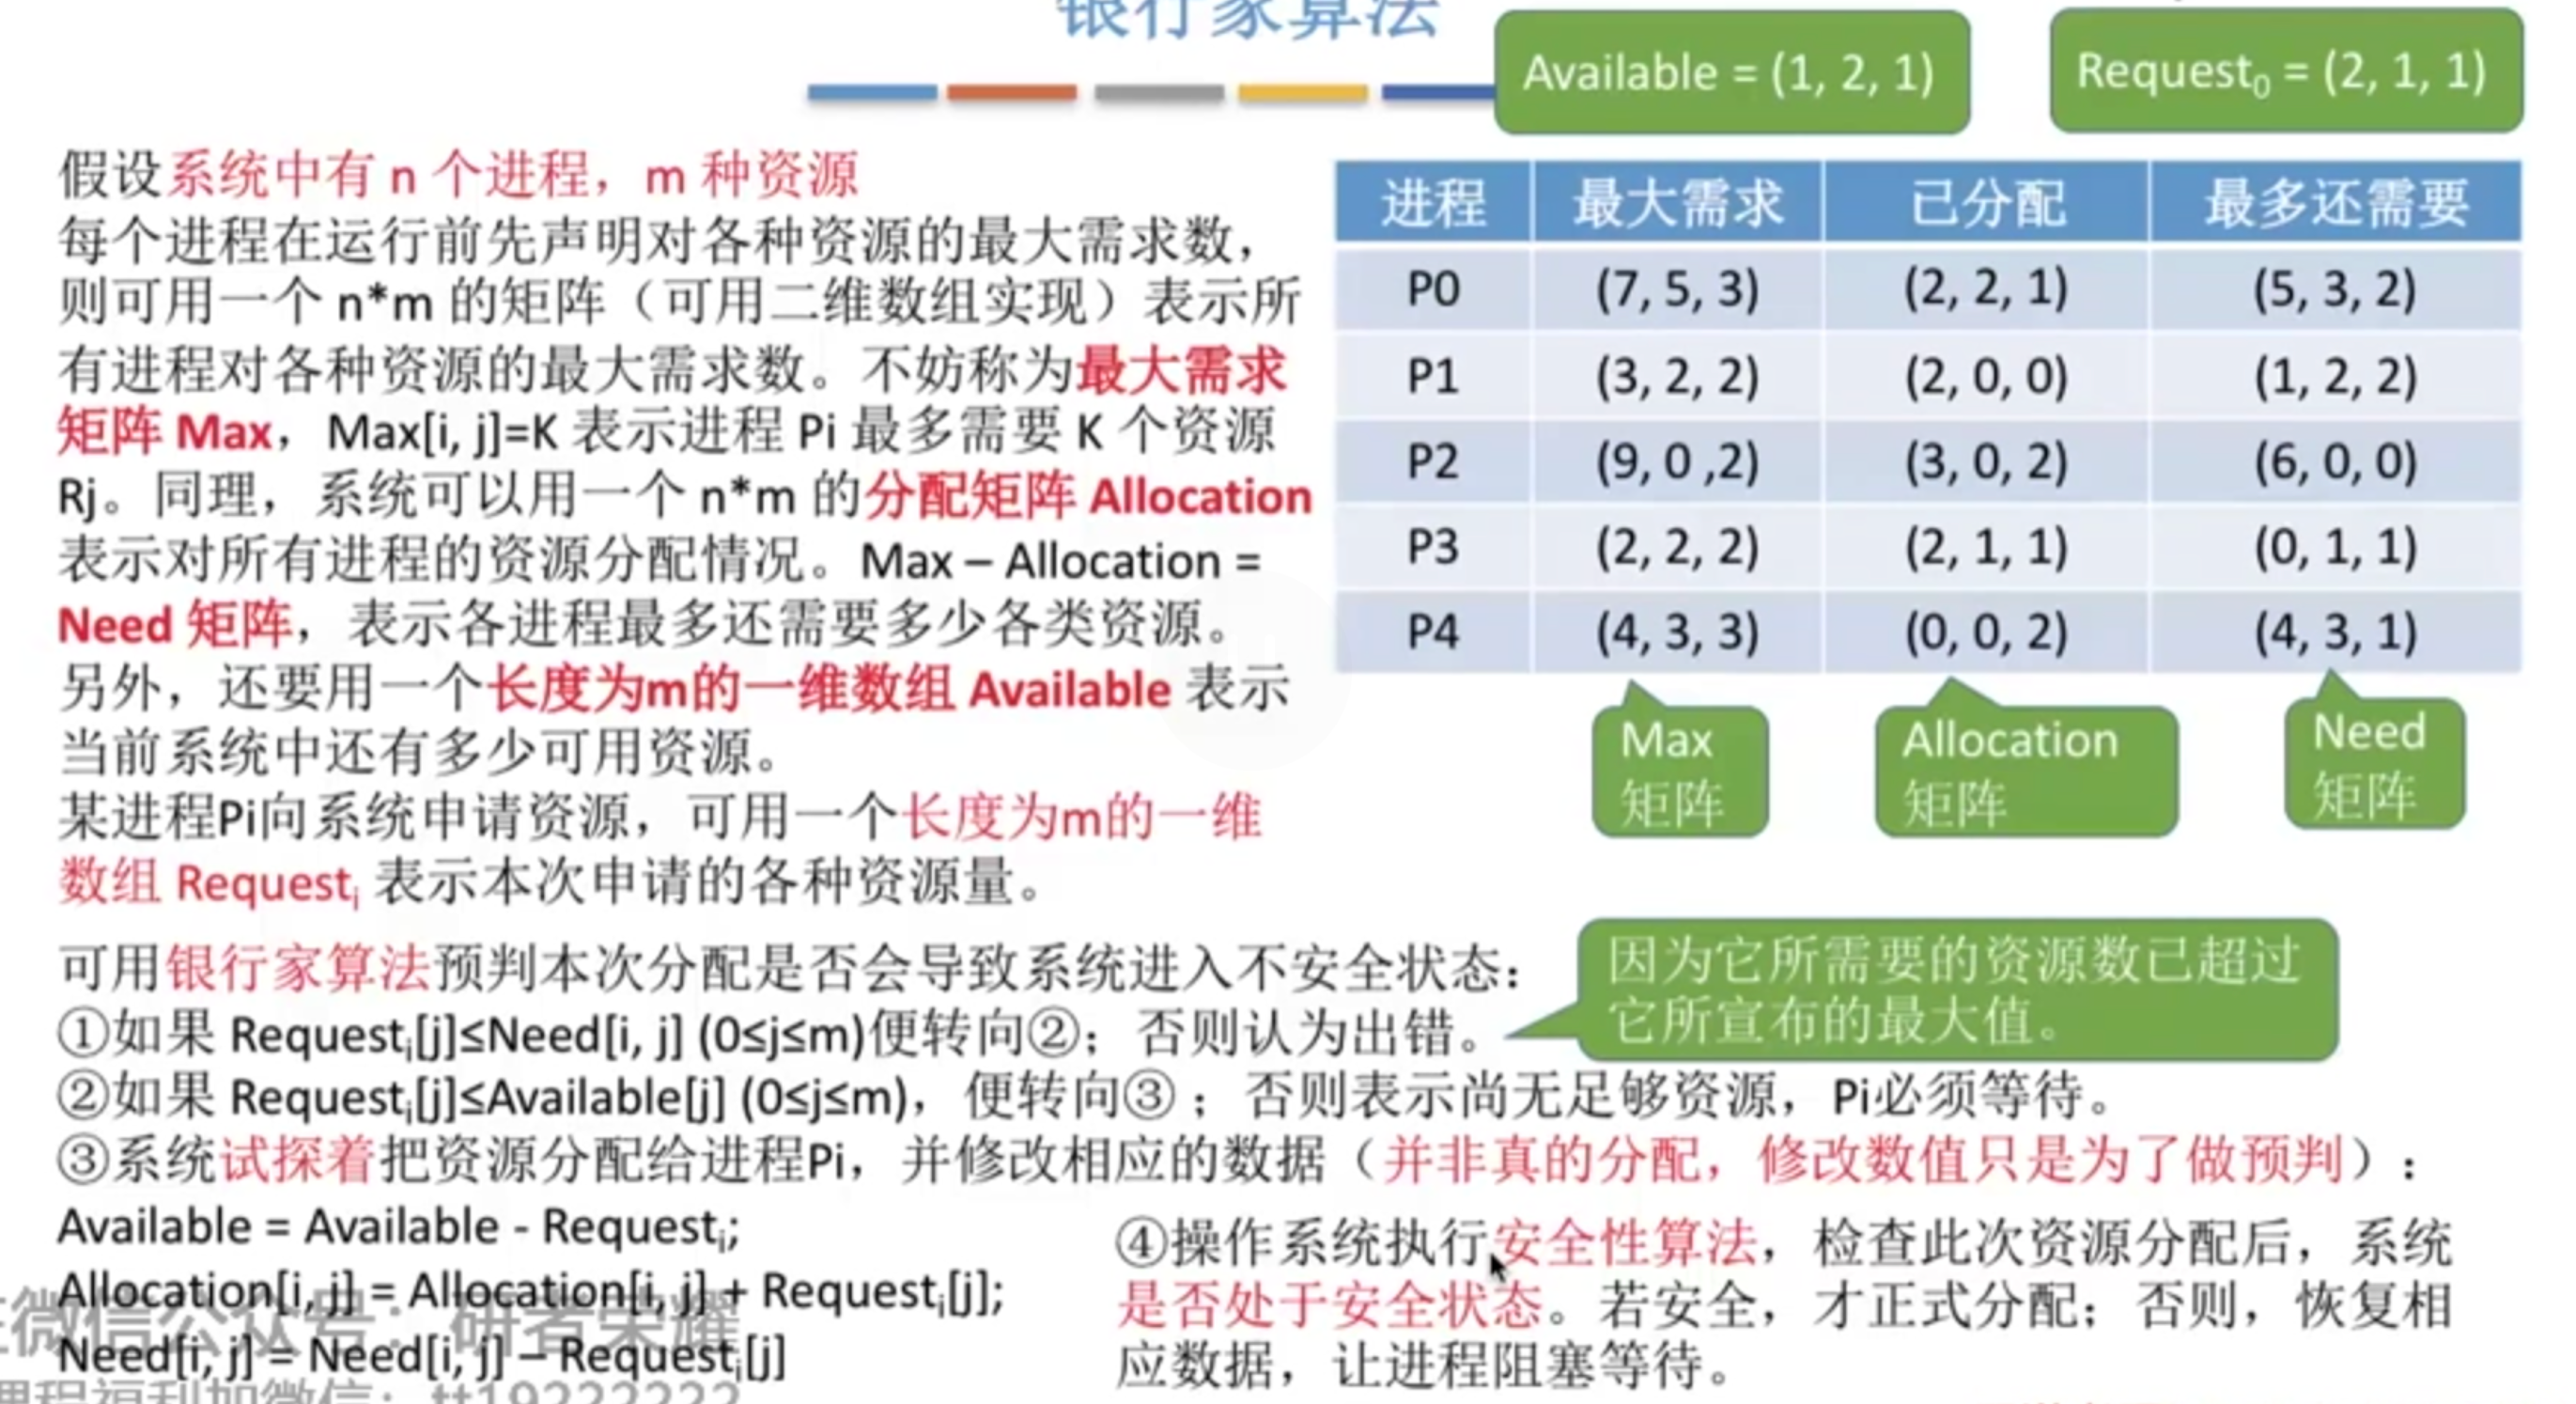 银行家算法
Available = (1, 2, 1)
Request0 = (2, 1, 1)
假设系统中有 n 个进程，m 种资源
每个进程在运行前先声明对各种资源的最大需求数，
则可用一个 n*m 的矩阵（可用二维数组实现）表示所
有进程对各种资源的最大需求数。不妨称为最大需求
矩阵 Max，Max[i, j]=K 表示进程 Pi 最多需要 K 个资源
Rj。同理，系统可以用一个 n*m 的分配矩阵 Allocation
表示对所有进程的资源分配情况。Max – Allocation =
Need 矩阵，表示各进程最多还需要多少各类资源。
另外，还要用一个长度为m的一维数组 Available 表示
当前系统中还有多少可用资源。
某进程Pi向系统申请资源，可用一个长度为m的一维
数组 Requesti 表示本次申请的各种资源量。
进程 最大需求 已分配 最多还需要
P0 (7, 5, 3) (2, 2, 1) (5, 3, 2)
P1 (3, 2, 2) (2, 0, 0) (1, 2, 2)
P2 (9, 0 ,2) (3, 0, 2) (6, 0, 0)
P3 (2, 2, 2) (2, 1, 1) (0, 1, 1)
P4 (4, 3, 3) (0, 0, 2) (4, 3, 1)
Max
矩阵
Allocation
矩阵
Need
矩阵
可用银行家算法预判本次分配是否会导致系统进入不安全状态：
①如果 Requesti[j]≤Need[i, j] (0≤j≤m)便转向②；否则认为出错。
因为它所需要的资源数已超过
它所宣布的最大值。
②如果 Requesti[j]≤Available[j] (0≤j≤m)，便转向③；否则表示尚无足够资源，Pi必须等待。
③系统试探着把资源分配给进程Pi，并修改相应的数据（并非真的分配，修改数值只是为了做预判）：
Available = Available - Requesti;
Allocation[i, j] = Allocation[i, j] + Requesti[j];
Need[i, j] = Need[i, j] – Requesti[j]
④操作系统执行安全性算法，检查此次资源分配后，系统
是否处于安全状态。若安全，才正式分配；否则，恢复相
应数据，让进程阻塞等待。
微信公众号：研者荣耀
课程福利加微信：tt19222222